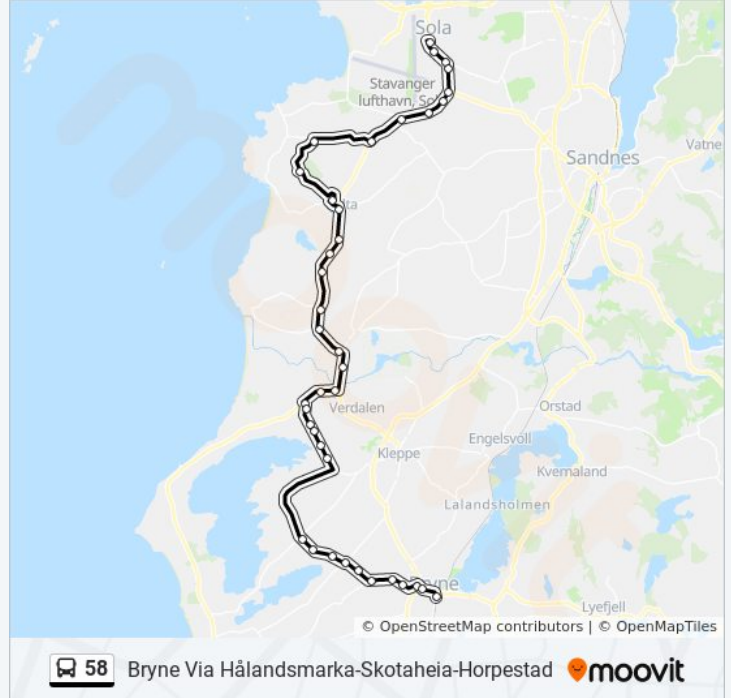 Sola
Stavanger
lufthavn, So
Vatne
Sandnes
Verdalen
Orstad
Engelsvoll
Kleppe
Kvernaland
Lalandsholmen
Bryne
Lyefjell
© OpenStreetMap contributors | © OpenMapTiles
58 Bryne Via Hålandsmarka-Skotaheia-Horpestad moovit